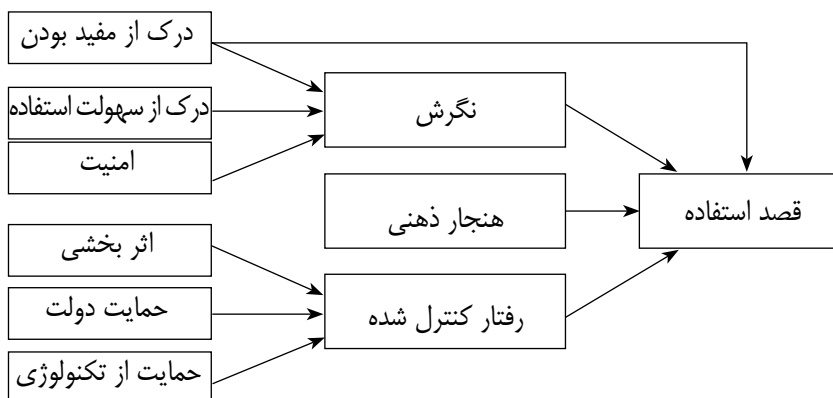 درک از مفید بودن
درک از سهولت استفاده
امنیت
اثر بخشی
حمایت دولت
حمایت از تکنولوژی
نگرش
هنجار ذهنی
رفتار کنترل شده
قصد استفاده